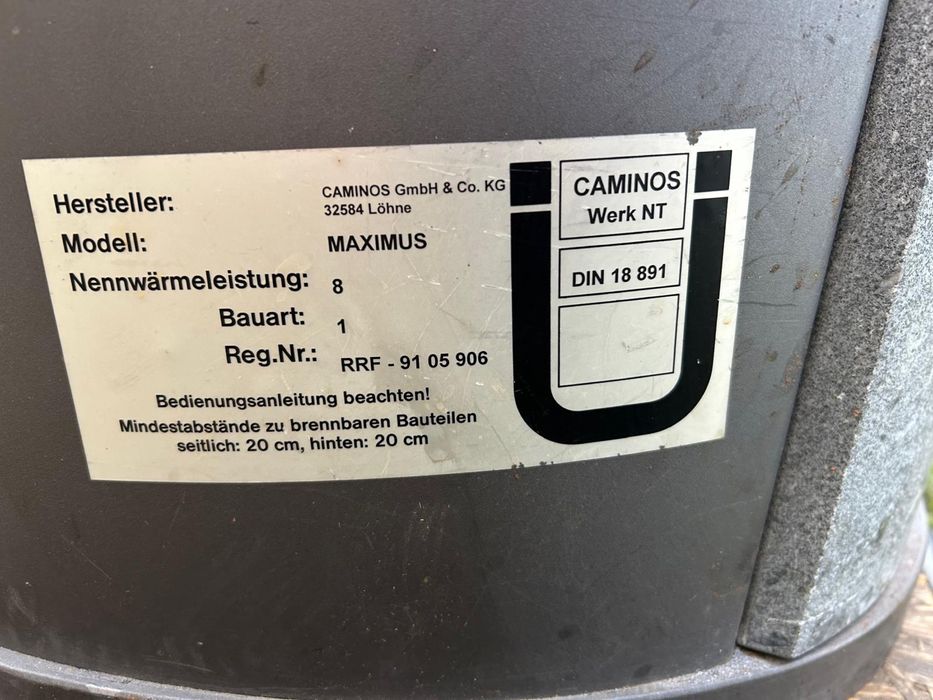 Hersteller: CAMINOS GmbH & Co. KG
32584 Löhne
Modell: MAXIMUS
Nennwärmeleistung: 8
Bauart: 1
Reg.Nr.: RRF - 91 05 906
Bedienungsanleitung beachten!
Mindestabstände zu brennbaren Bauteilen
seitlich: 20 cm, hinten: 20 cm
Ü
CAMINOS
Werk NT
DIN 18 891